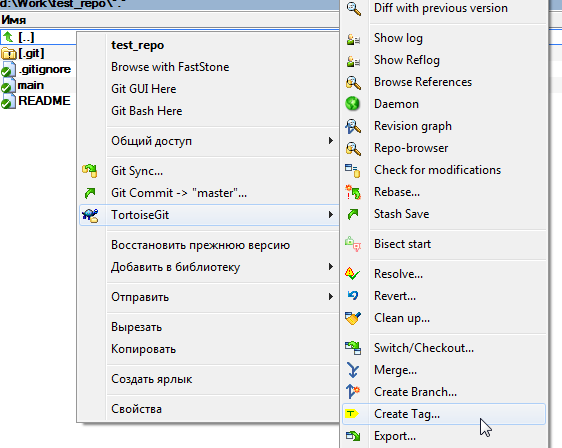 d:\Work\test_repo\*.*
Имя
[..]
[.git]
.gitignore
main
README
test_repo
Browse with FastStone
Git GUI Here
Git Bash Here
Общий доступ
Git Sync...
Git Commit -> "master"...
TortoiseGit
Восстановить прежнюю версию
Добавить в библиотеку
Отправить
Вырезать
Копировать
Создать ярлык
Свойства
Diff with previous version
Show log
Show Reflog
Browse References
Daemon
Revision graph
Repo-browser
Check for modifications
Rebase...
Stash Save
Bisect start
Resolve...
Revert...
Clean up...
Switch/Checkout...
Merge...
Create Branch...
Create Tag...
Export...